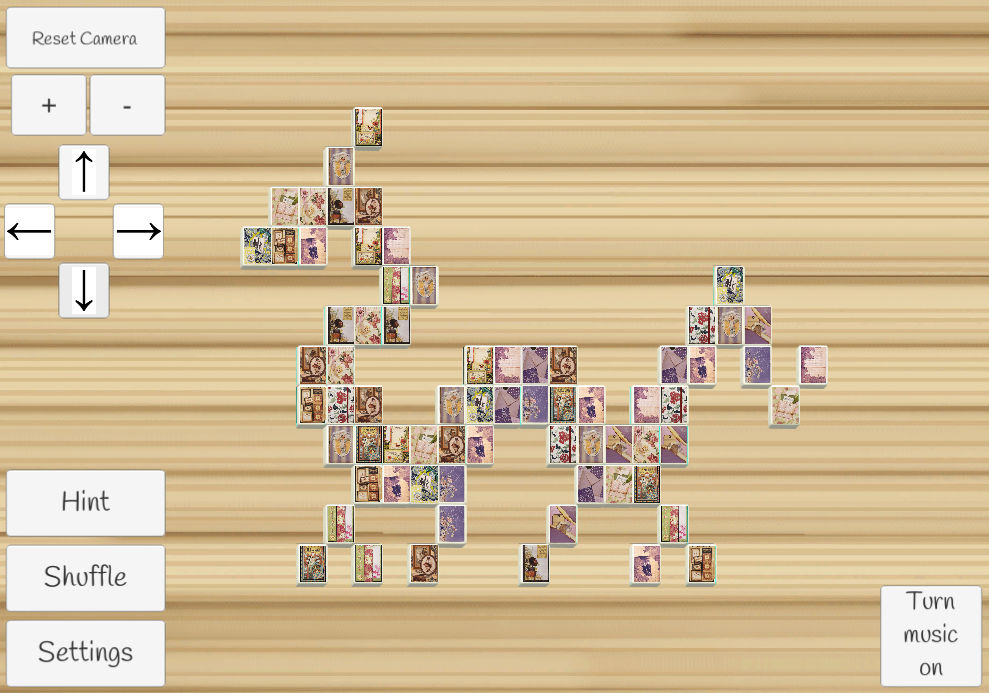 Reset Camera
+
-
↑
←
→
↓
Hint
Shuffle
Settings
Turn
music
on